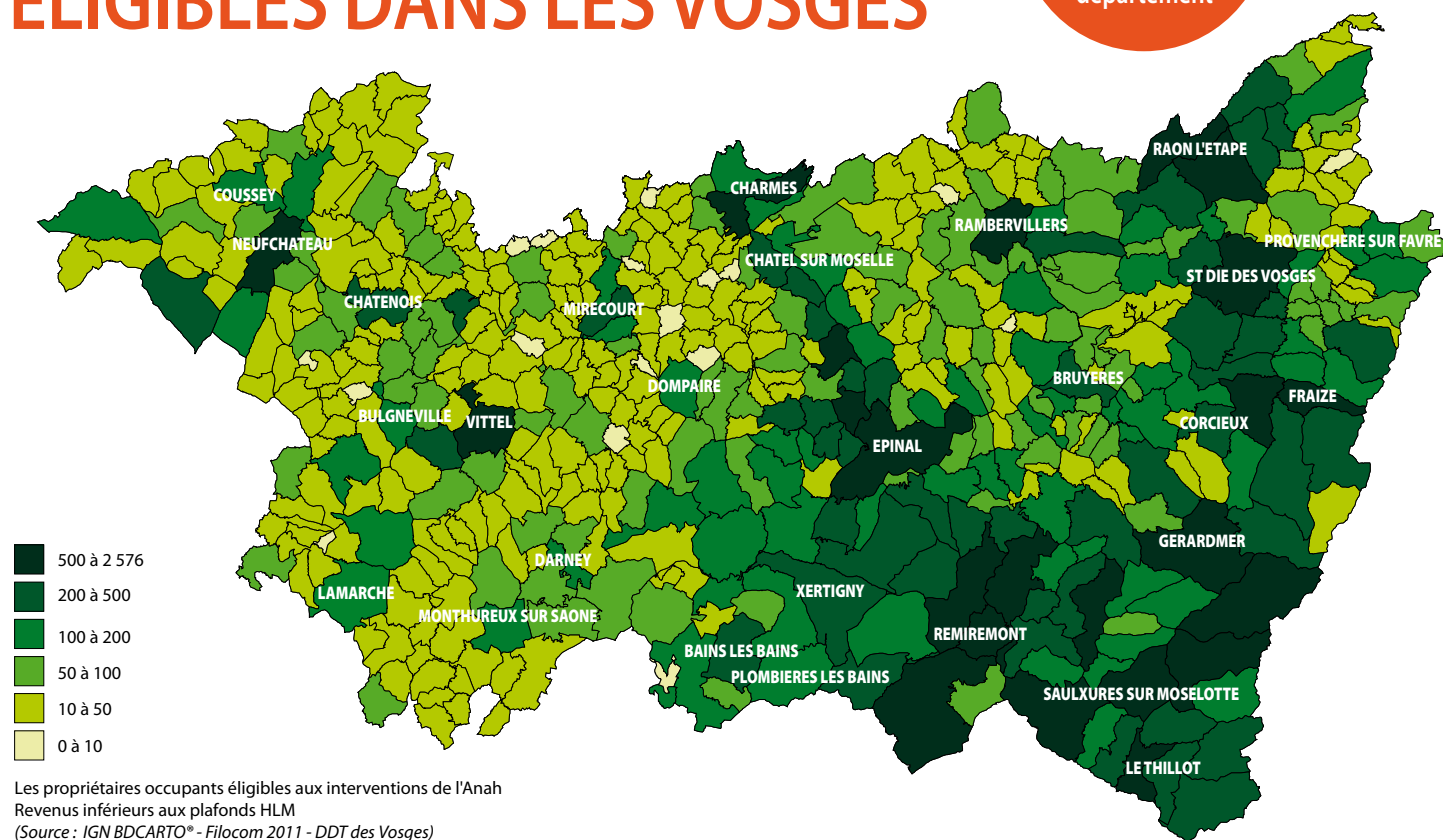 ÉLIGIBLES DANS LES VOSGES
département
RAON L'ETAPE
CHARMES
COUSSEY
RAMBERVILLERS
NEUFCHATEAU
PROVENCHERE SUR FAVRE
CHATEL SUR MOSELLE
ST DIE DES VOSGES
CHATENOIS
MIRECOURT
BRUYERES
DOMPAIRE
FRAIZE
BULGNEVILLE
VITTEL
CORCIEUX
EPINAL
GERARDMER
DARNEY
LAMARCHE
XERTIGNY
MONTHUREUX SUR SAONE
REMIREMONT
BAINS LES BAINS
PLOMBIERES LES BAINS
SAULXURES SUR MOSELOTTE
LE THILLOT
500 à 2 576
200 à 500
100 à 200
50 à 100
10 à 50
0 à 10
Les propriétaires occupants éligibles aux interventions de l'Anah
Revenus inférieurs aux plafonds HLM
(Source : IGN BDCARTO® - Filocom 2011 - DDT des Vosges)